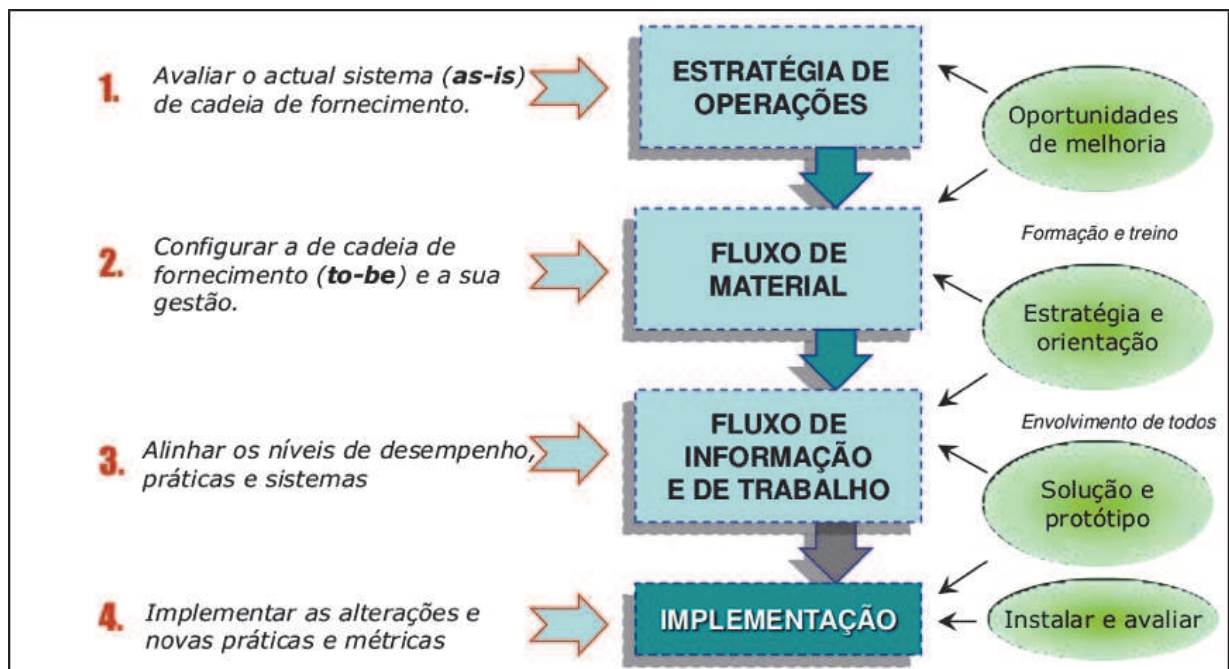 1.
Avaliar o actual sistema (as-is)
de cadeia de fornecimento.
ESTRATÉGIA DE
OPERAÇÕES
Oportunidades
de melhoria
2.
Configurar a de cadeia de
fornecimento (to-be) e a sua
gestão.
FLUXO DE
MATERIAL
Formação e treino
Estratégia e
orientação
3.
Alinhar os níveis de desempenho,
práticas e sistemas
FLUXO DE
INFORMAÇÃO
E DE TRABALHO
Envolvimento de todos
Solução e
protótipo
4.
Implementar as alterações e
novas práticas e métricas
IMPLEMENTAÇÃO
Instalar e avaliar